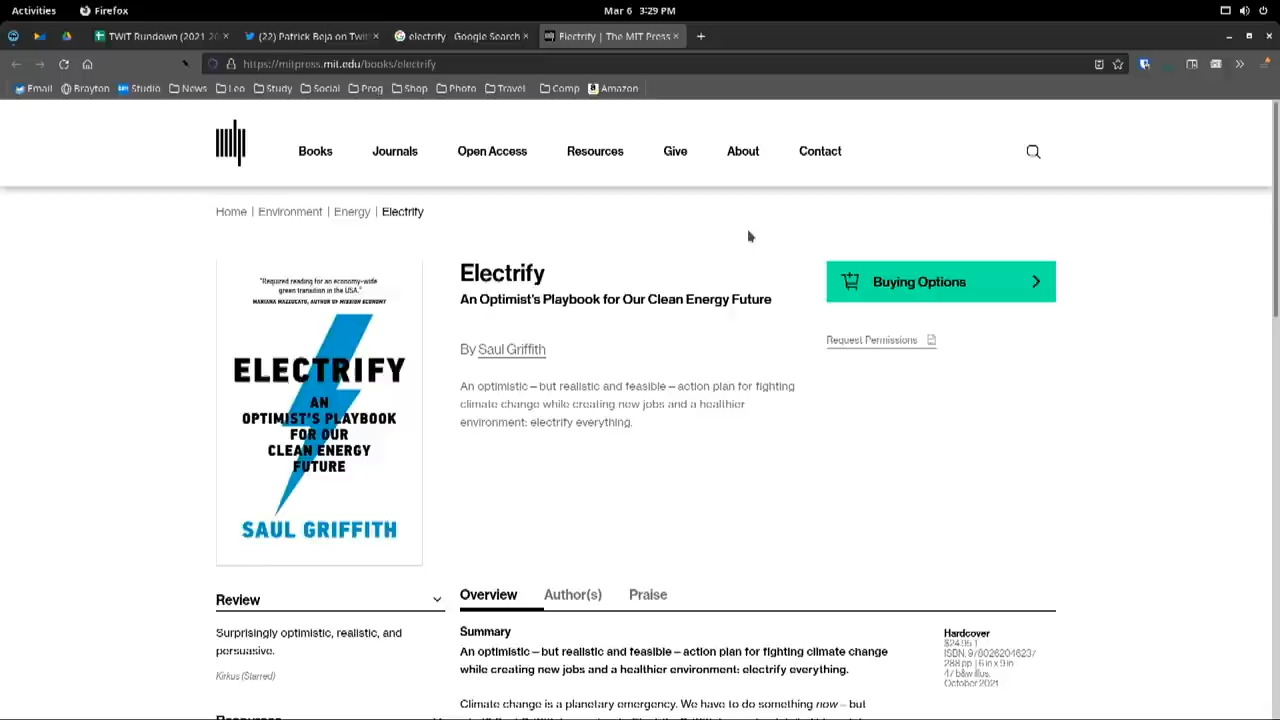 Activities Firefox Mar 6 3:29 PM
TWIT Rundown (2021 20 × (22) Patrick Beja on Twit × electrify - Google Search × Electrify | The MIT Press × +
https://mitpress.mit.edu/books/electrify
Email Brayton Studio News Leo Study Social Prog Shop Photo Travel Comp Amazon
Books Journals Open Access Resources Give About Contact
Home | Environment | Energy | Electrify
"Required reading for an economy-wide
green transition in the USA."
MARIANA MAZZUCATO, AUTHOR OF MISSION ECONOMY
ELECTRIFY
AN
OPTIMIST'S PLAYBOOK
FOR OUR
CLEAN ENERGY
FUTURE
SAUL GRIFFITH
Electrify
An Optimist's Playbook for Our Clean Energy Future
By Saul Griffith
An optimistic—but realistic and feasible—action plan for fighting
climate change while creating new jobs and a healthier
environment: electrify everything.
Buying Options
Request Permissions
Review
Surprisingly optimistic, realistic, and
persuasive.
Kirkus (Starred)
Overview Author(s) Praise
Summary
An optimistic—but realistic and feasible—action plan for fighting climate change
while creating new jobs and a healthier environment: electrify everything.
Climate change is a planetary emergency. We have to do something now—but
Hardcover
$24.95 T
ISBN: 9780262046237
288 pp. | 6 in x 9 in
47 b&w illus.
October 2021